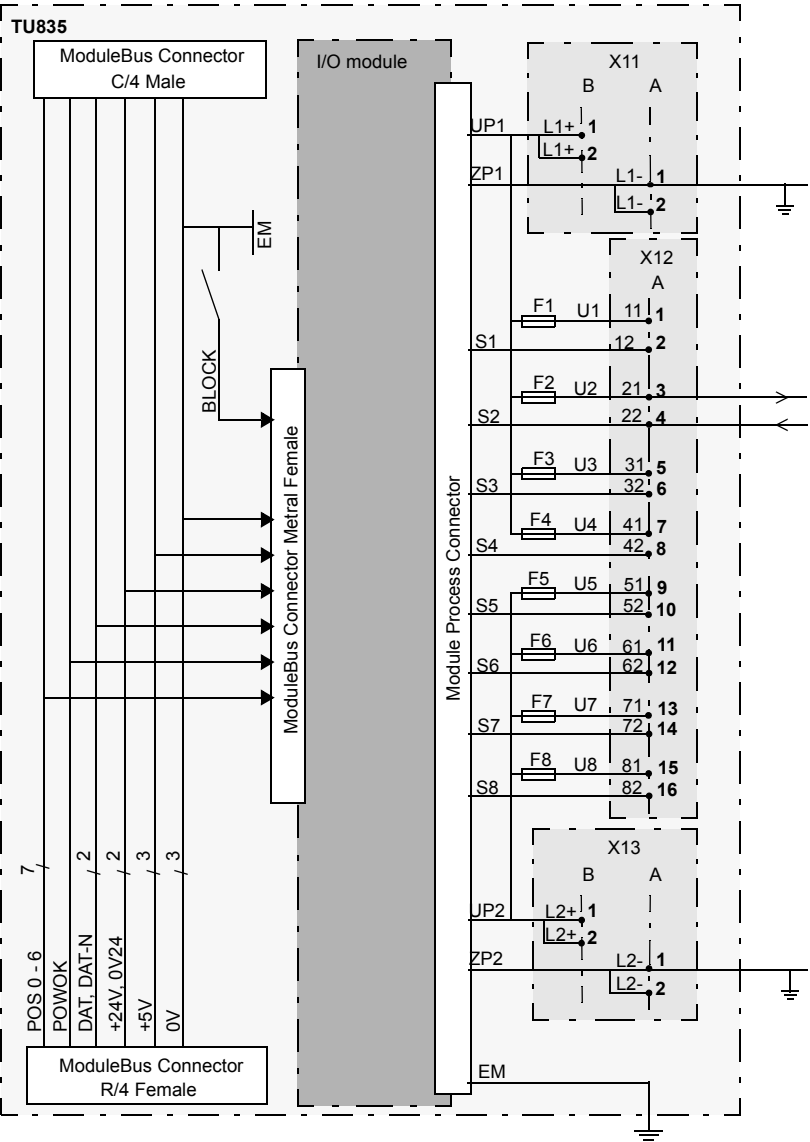 TU835
ModuleBus Connector
C/4 Male
I/O module
X11
B A
UP1 L1+ 1
L1+ 2
ZP1 L1- 1
L1- 2
EM
X12
A
F1 U1 11 1
S1 12 2
BLOCK
F2 U2 21 3
S2 22 4
F3 U3 31 5
S3 32 6
F4 U4 41 7
S4 42 8
F5 U5 51 9
S5 52 10
F6 U6 61 11
S6 62 12
F7 U7 71 13
S7 72 14
F8 U8 81 15
S8 82 16
ModuleBus Connector Metral Female
Module Process Connector
X13
B A
UP2 L2+ 1
L2+ 2
ZP2 L2- 1
L2- 2
7 2 2 3 3
POS 0 - 6
POWOK
DAT, DAT-N
+24V, 0V24
+5V
0V
ModuleBus Connector
R/4 Female
EM